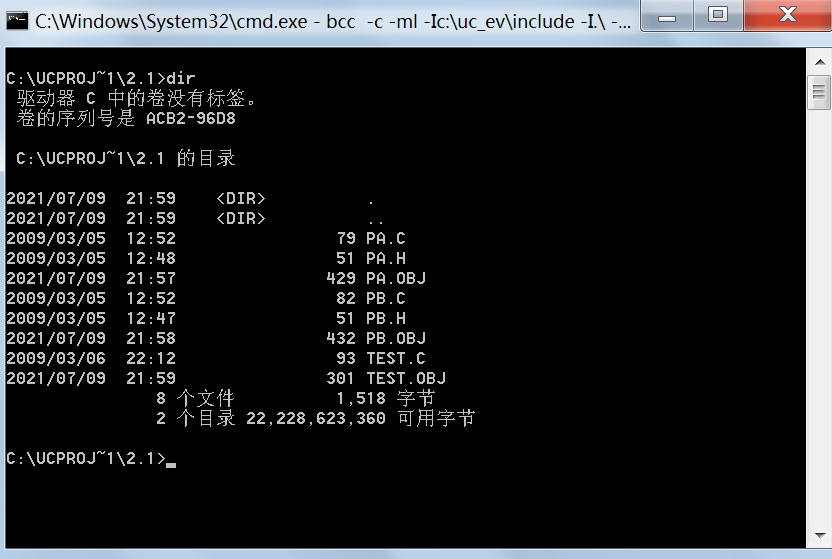 C:\Windows\System32\cmd.exe - bcc -c -ml -Ic:\uc_ev\include -I.\ -...
C:\UCPROJ~1\2.1>dir
驱动器 C 中的卷没有标签。
卷的序列号是 ACB2-96D8
C:\UCPROJ~1\2.1 的目录
2021/07/09 21:59 <DIR> .
2021/07/09 21:59 <DIR> ..
2009/03/05 12:52 79 PA.C
2009/03/05 12:48 51 PA.H
2021/07/09 21:57 429 PA.OBJ
2009/03/05 12:52 82 PB.C
2009/03/05 12:47 51 PB.H
2021/07/09 21:58 432 PB.OBJ
2009/03/06 22:12 93 TEST.C
2021/07/09 21:59 301 TEST.OBJ
8 个文件 1,518 字节
2 个目录 22,228,623,360 可用字节
C:\UCPROJ~1\2.1>